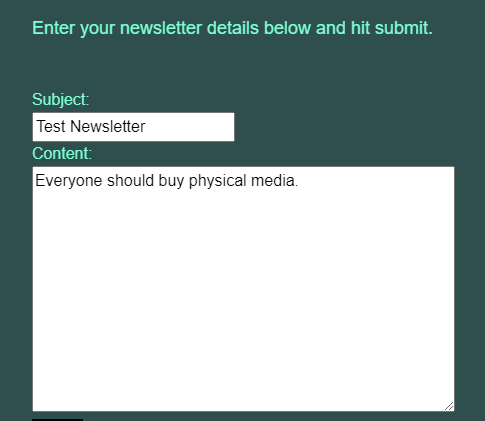 Enter your newsletter details below and hit submit.
Subject:
Test Newsletter
Content:
Everyone should buy physical media.